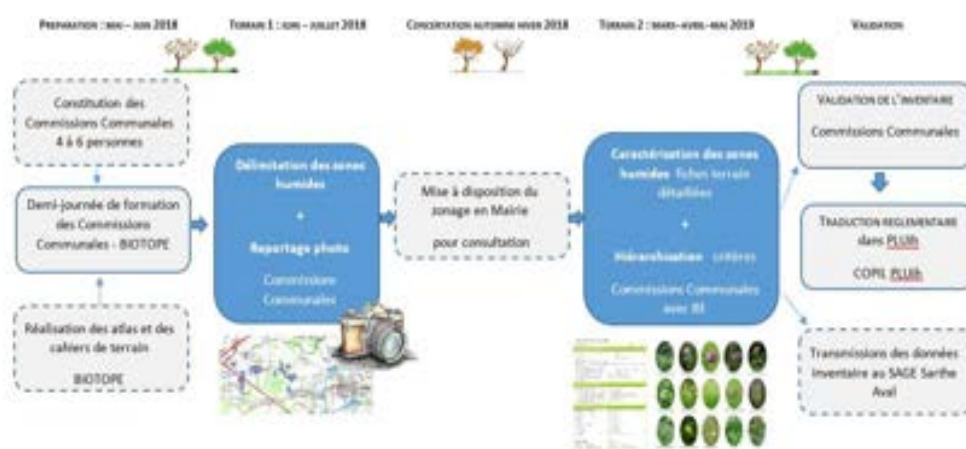 PREPARATION : MAI – JUIN 2018
TERRAIN 1 : JUIN – JUILLET 2018
CONCERTATION AUTOMNE HIVER 2018
TERRAIN 2 : MARS–AVRIL–MAI 2019
VALIDATION
Constitution des
Commissions Communales
4 à 6 personnes
Demi-journée de formation
des Commissions
Communales - BIOTOPE
Réalisation des atlas et des
cahiers de terrain
BIOTOPE
Délimitation des zones
humides
+
Reportage photo
Commissions
Communales
Mise à disposition du
zonage en Mairie
pour consultation
Caractérisation des zones
humides fiches terrain
détaillées
+
Hiérarchisation critères
Commissions Communales
avec BE
VALIDATION DE L'INVENTAIRE
Commissions Communales
TRADUCTION REGLEMENTAIRE
dans PLUih
COPIL PLUih
Transmissions des données
inventaire au SAGE Sarthe
Aval